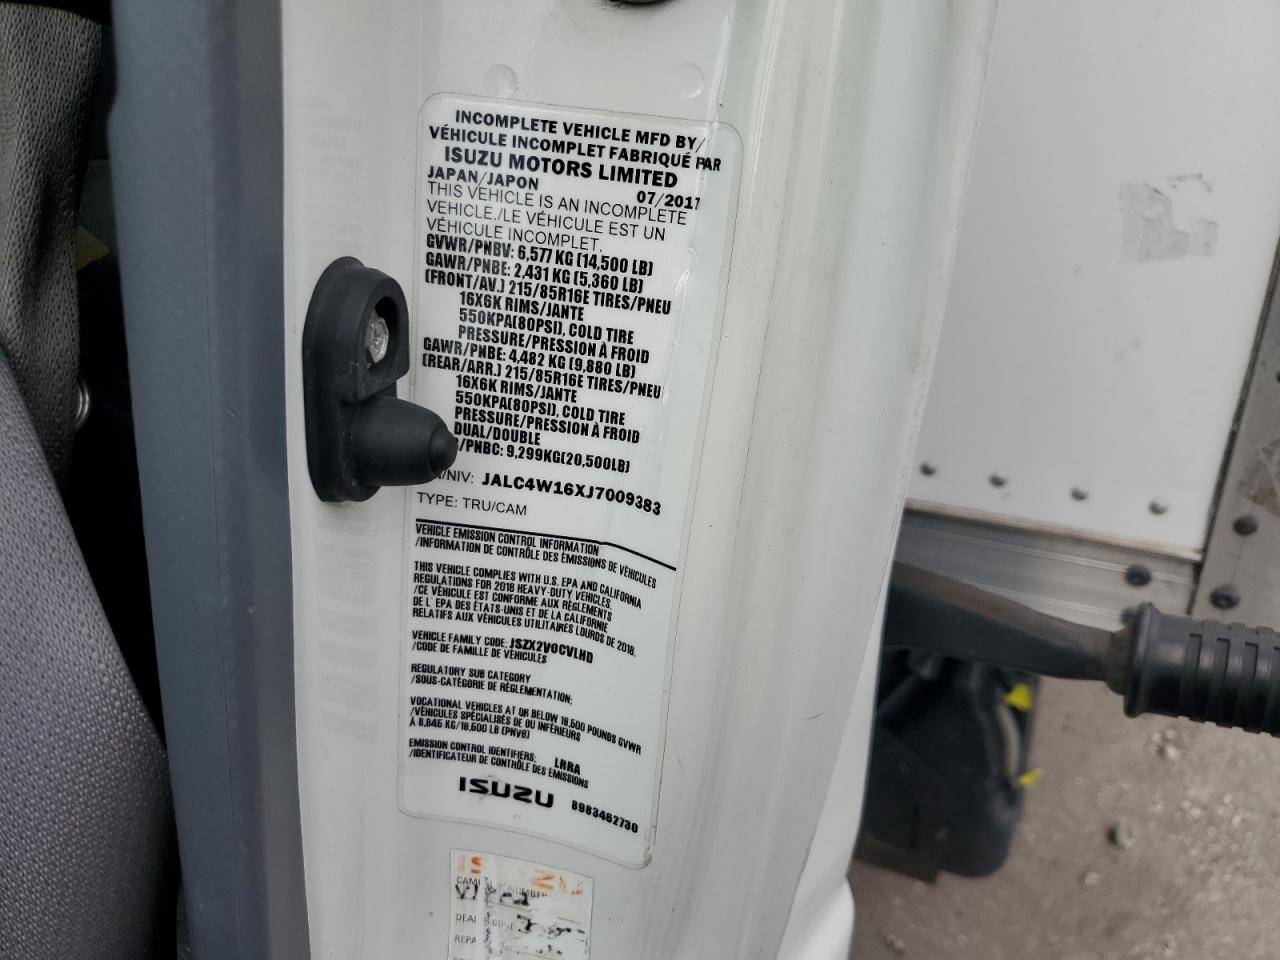 INCOMPLETE VEHICLE MFD BY/
VÉHICULE INCOMPLET FABRIQUÉ PAR
ISUZU MOTORS LIMITED
JAPAN/JAPON 07/2017
THIS VEHICLE IS AN INCOMPLETE
VEHICLE./LE VÉHICULE EST UN
VÉHICULE INCOMPLET.
GVWR/PNBV: 6,577 KG (14,500 LB)
GAWR/PNBE: 2,431 KG (5,360 LB)
(FRONT/AV.) 215/85R16E TIRES/PNEU
16X6K RIMS/JANTE
550KPA(80PSI), COLD TIRE
PRESSURE/PRESSION À FROID
GAWR/PNBE: 4,482 KG (9,880 LB)
(REAR/ARR.) 215/85R16E TIRES/PNEU
16X6K RIMS/JANTE
550KPA(80PSI), COLD TIRE
PRESSURE/PRESSION À FROID
DUAL/DOUBLE
/PNBC: 9,299KG(20,500LB)
/NIV: JALC4W16XJ7009383
TYPE: TRU/CAM
VEHICLE EMISSION CONTROL INFORMATION
/INFORMATION DE CONTRÔLE DES ÉMISSIONS DE VÉHICULES
THIS VEHICLE COMPLIES WITH U.S. EPA AND CALIFORNIA
REGULATIONS FOR 2018 HEAVY-DUTY VEHICLES.
/CE VÉHICULE EST CONFORME AUX RÈGLEMENTS
DE L'EPA DES ÉTATS-UNIS ET DE LA CALIFORNIE
RELATIFS AUX VÉHICULES UTILITAIRES LOURDS DE 2018.
VEHICLE FAMILY CODE: JSZX2VOCVLHD
/CODE DE FAMILLE DE VÉHICULES
REGULATORY SUB CATEGORY
/SOUS-CATÉGORIE DE RÈGLEMENTATION:
VOCATIONAL VEHICLES AT OR BELOW 19,500 POUNDS GVWR
/VÉHICULES SPÉCIALISÉS DE OU INFÉRIEURS
À 8,845 KG/19,500 LB (PNVB)
EMISSION CONTROL IDENTIFIERS: LRRA
/IDENTIFICATEUR DE CONTRÔLE DES ÉMISSIONS
ISUZU 8983462730